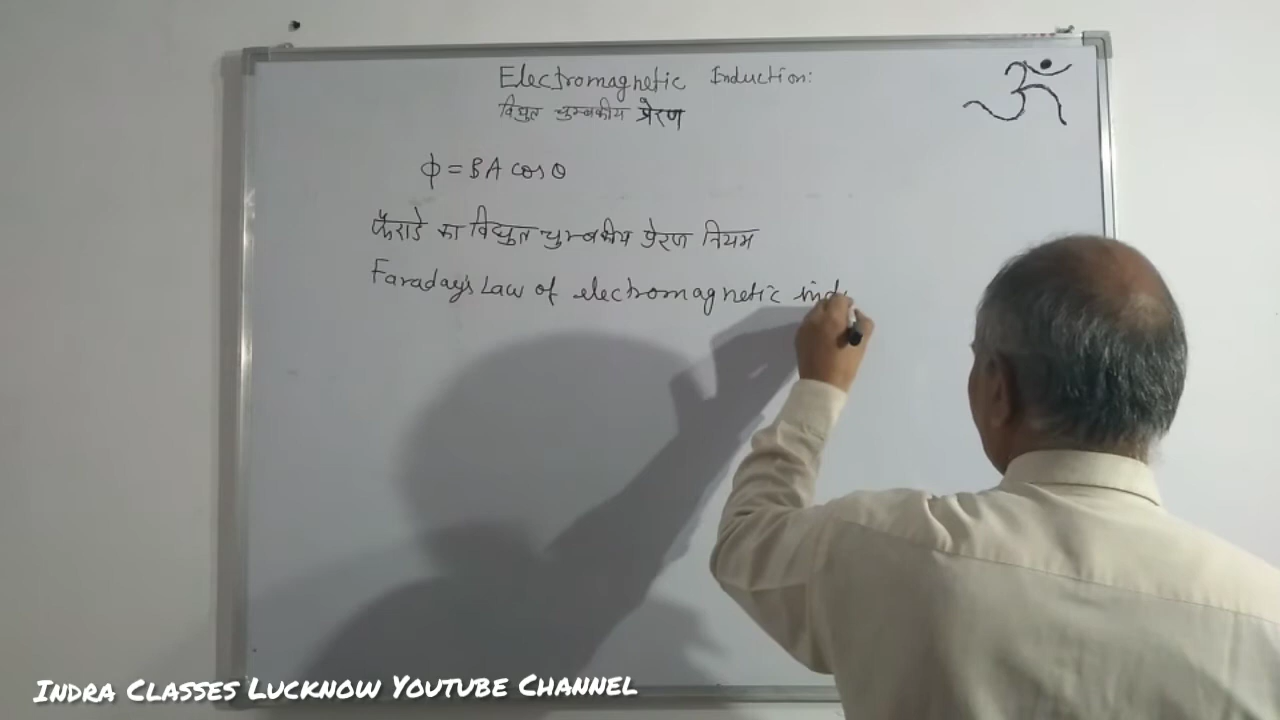 Electromagnetic Induction:
विद्युत चुम्बकीय प्रेरण
ॐ
ϕ = BA cos θ
फैराडे का विद्युत चुम्बकीय प्रेरण नियम
Faraday's Law of electromagnetic ind
Indra Classes Lucknow Youtube Channel